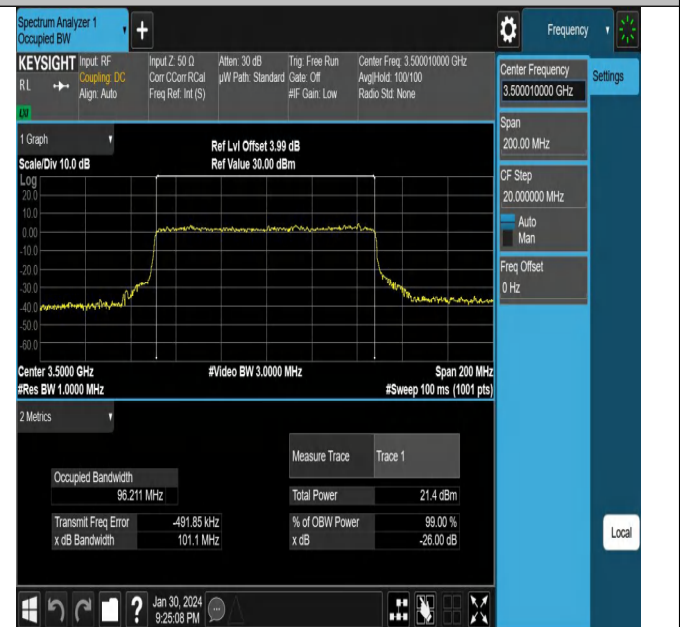 Spectrum Analyzer 1
Occupied BW
+
Frequency
KEYSIGHT
RL
Input: RF
Coupling: DC
Align: Auto
Input Z: 50 Ω
Corr CCorr RCal
Freq Ref: Int (S)
Atten: 30 dB
µW Path: Standard
Trig: Free Run
Gate: Off
#IF Gain: Low
Center Freq: 3.500010000 GHz
Avg|Hold: 100/100
Radio Std: None
Center Frequency
3.500010000 GHz
Settings
Span
200.00 MHz
CF Step
20.000000 MHz
Auto
Man
Freq Offset
0 Hz
1 Graph
Scale/Div 10.0 dB
Ref Lvl Offset 3.99 dB
Ref Value 30.00 dBm
Log
20.0
10.0
0.00
-10.0
-20.0
-30.0
-40.0
-50.0
-60.0
Center 3.5000 GHz
#Video BW 3.0000 MHz
Span 200 MHz
#Res BW 1.0000 MHz
#Sweep 100 ms (1001 pts)
2 Metrics
Measure Trace
Trace 1
Occupied Bandwidth
96.211 MHz
Total Power
21.4 dBm
Transmit Freq Error
-491.85 kHz
% of OBW Power
99.00 %
x dB Bandwidth
101.1 MHz
x dB
-26.00 dB
Local
?
Jan 30, 2024
9:25:08 PM